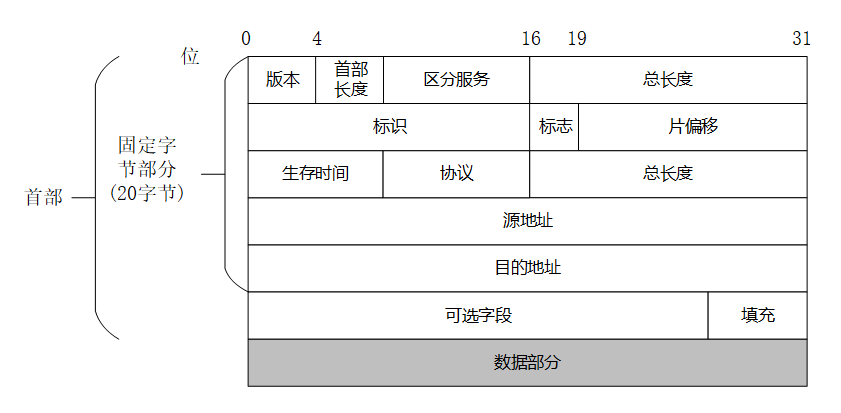 0 4 16 19 31
位
版本 首部长度 区分服务 总长度
标识 标志 片偏移
生存时间 协议 总长度
源地址
目的地址
可选字段 填充
数据部分
首部
固定字
节部分
(20字节)